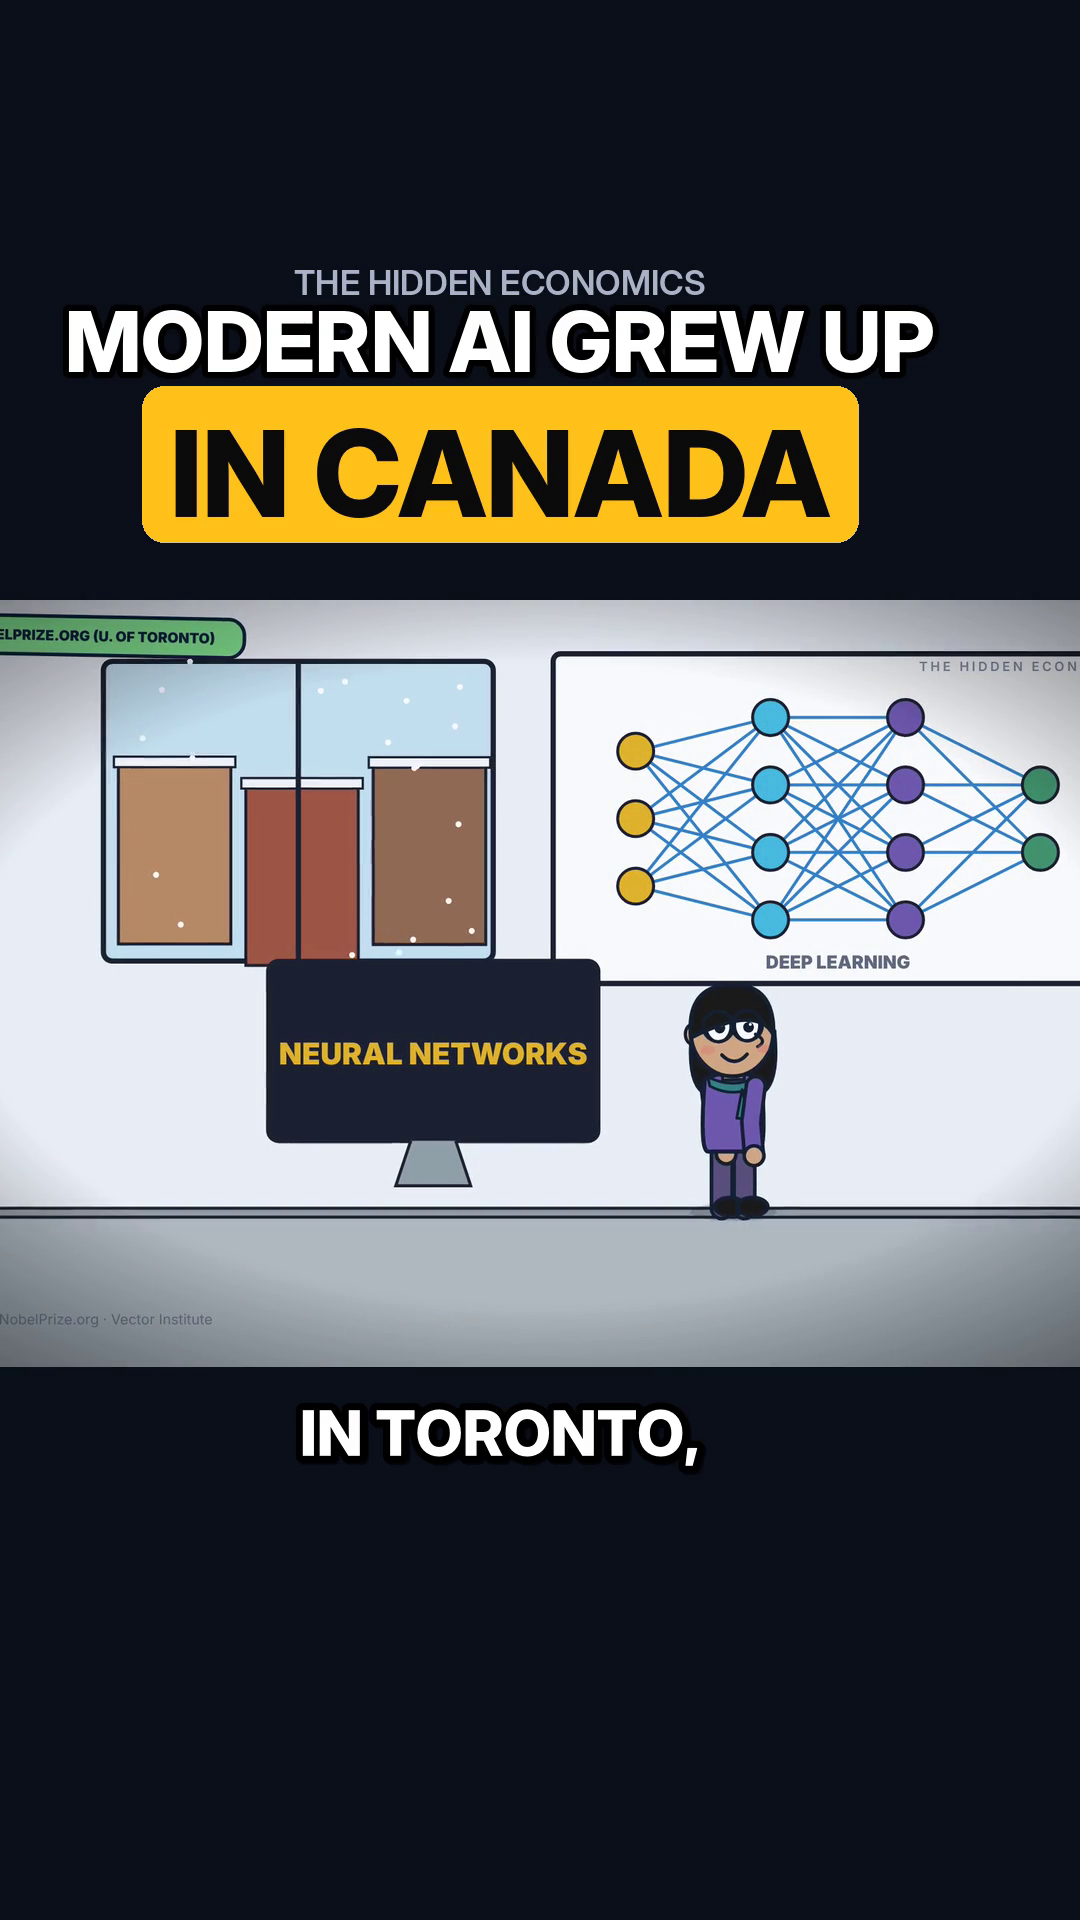 THE HIDDEN ECONOMICS
MODERN AI GREW UP
IN CANADA
ELPRIZE.ORG (U. OF TORONTO)
THE HIDDEN ECON
DEEP LEARNING
NEURAL NETWORKS
NobelPrize.org · Vector Institute
IN TORONTO,